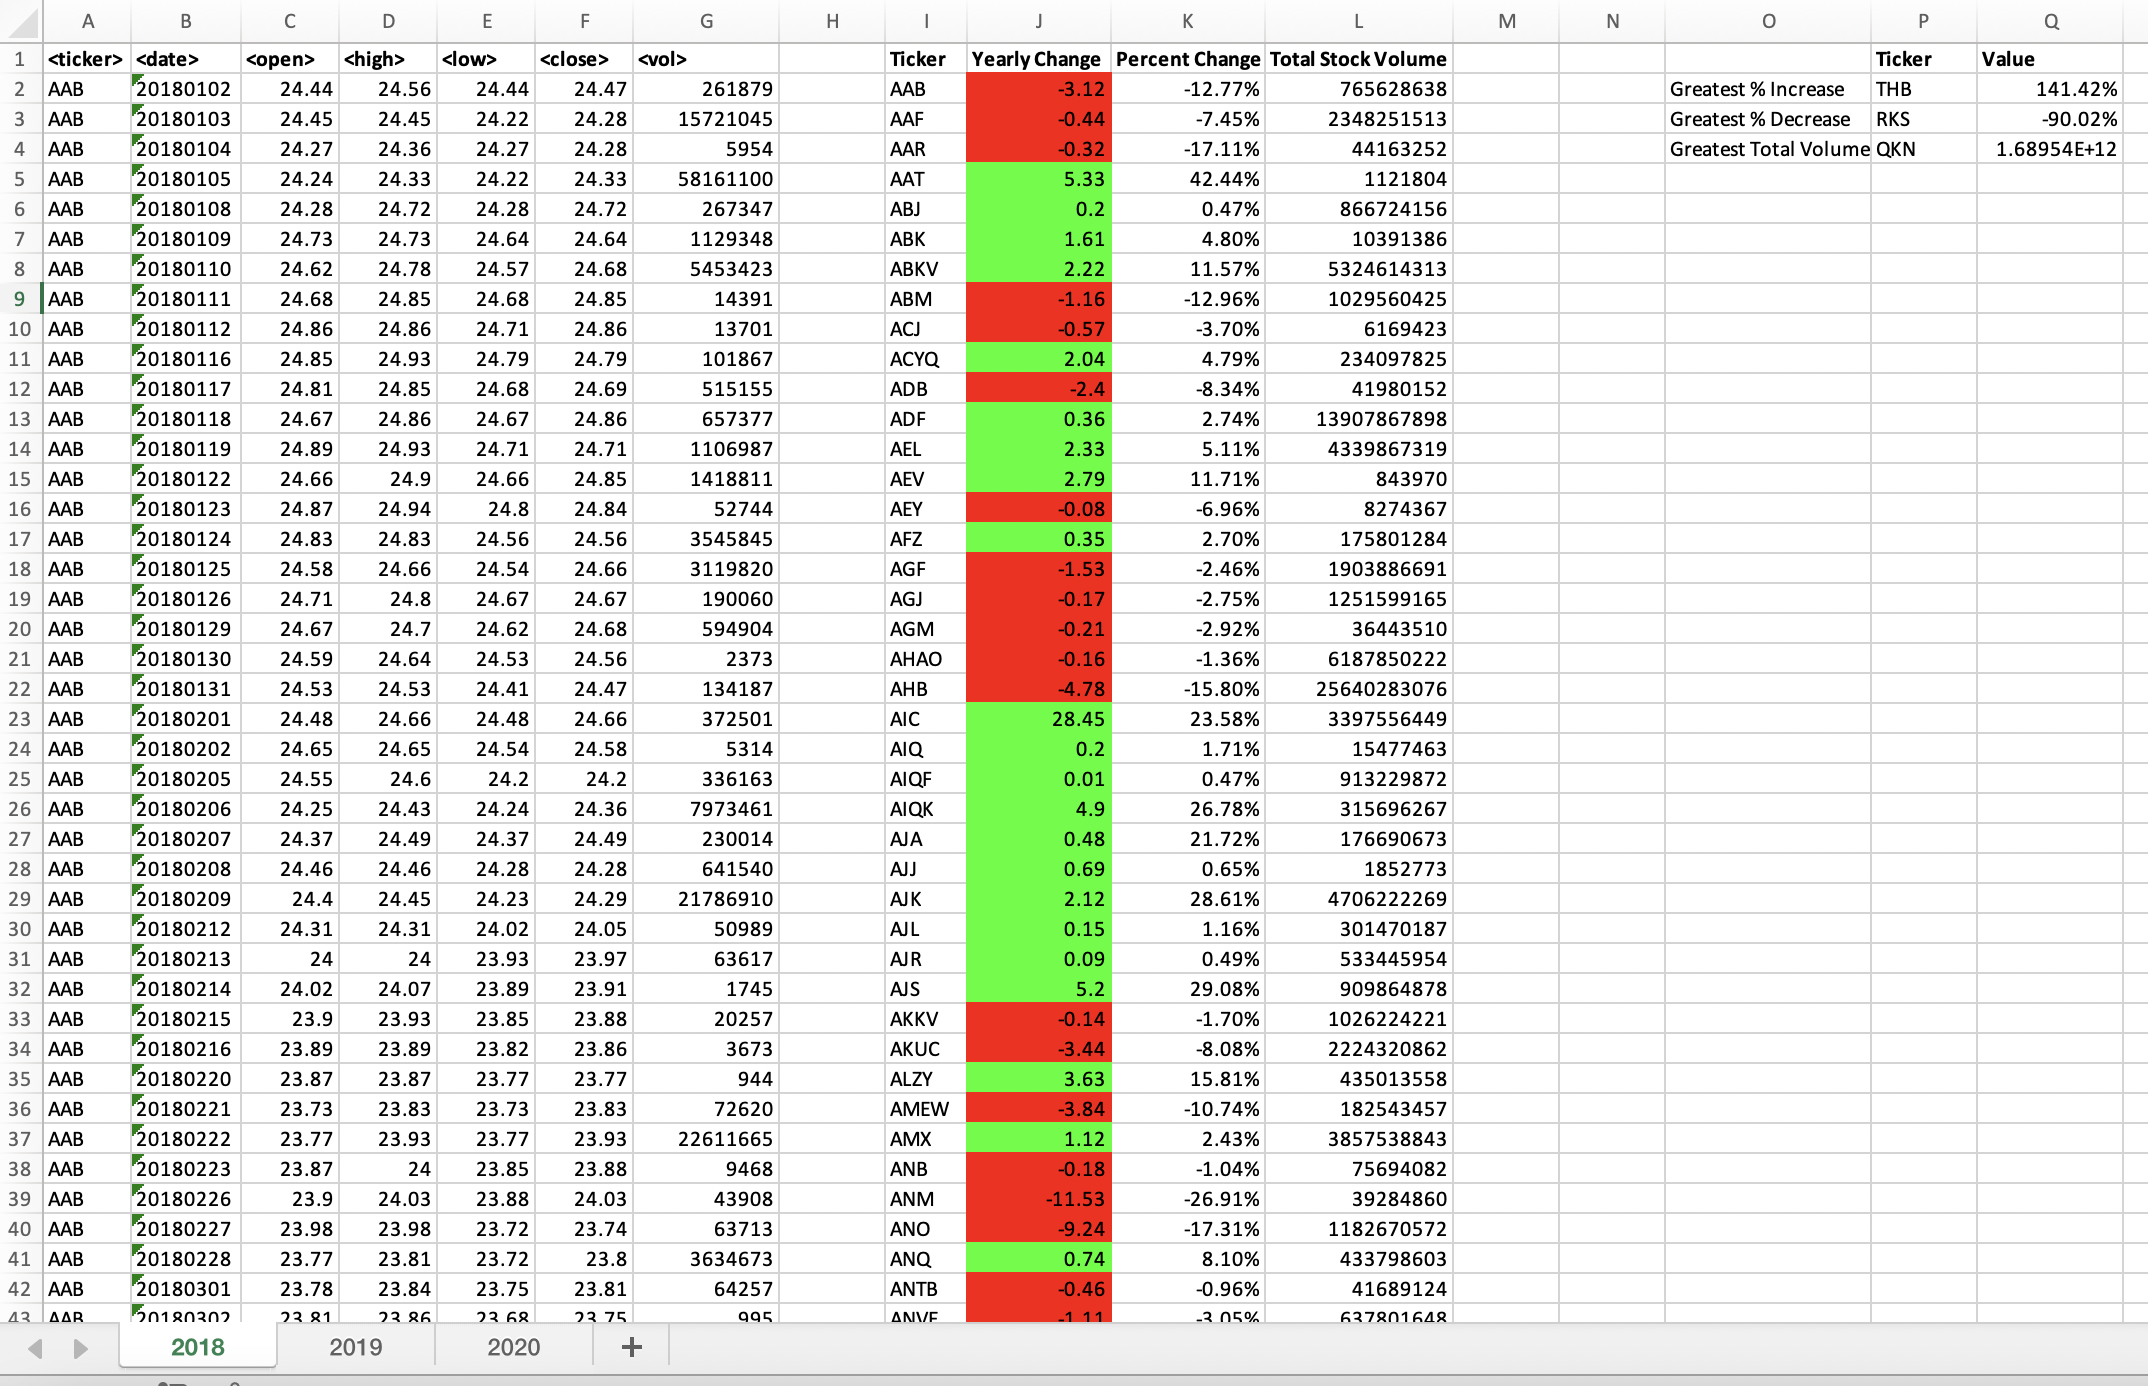 A B C D E F G H I J K L M N O P Q
1 <ticker> <date> <open> <high> <low> <close> <vol> Ticker Yearly Change Percent Change Total Stock Volume Ticker Value
2 AAB 20180102 24.44 24.56 24.44 24.47 261879 AAB -3.12 -12.77% 765628638 Greatest % Increase THB 141.42%
3 AAB 20180103 24.45 24.45 24.22 24.28 15721045 AAF -0.44 -7.45% 2348251513 Greatest % Decrease RKS -90.02%
4 AAB 20180104 24.27 24.36 24.27 24.28 5954 AAR -0.32 -17.11% 44163252 Greatest Total Volume QKN 1.68954E+12
5 AAB 20180105 24.24 24.33 24.22 24.33 58161100 AAT 5.33 42.44% 1121804
6 AAB 20180108 24.28 24.72 24.28 24.72 267347 ABJ 0.2 0.47% 866724156
7 AAB 20180109 24.73 24.73 24.64 24.64 1129348 ABK 1.61 4.80% 10391386
8 AAB 20180110 24.62 24.78 24.57 24.68 5453423 ABKV 2.22 11.57% 5324614313
9 AAB 20180111 24.68 24.85 24.68 24.85 14391 ABM -1.16 -12.96% 1029560425
10 AAB 20180112 24.86 24.86 24.71 24.86 13701 ACJ -0.57 -3.70% 6169423
11 AAB 20180116 24.85 24.93 24.79 24.79 101867 ACYQ 2.04 4.79% 234097825
12 AAB 20180117 24.81 24.85 24.68 24.69 515155 ADB -2.4 -8.34% 41980152
13 AAB 20180118 24.67 24.86 24.67 24.86 657377 ADF 0.36 2.74% 13907867898
14 AAB 20180119 24.89 24.93 24.71 24.71 1106987 AEL 2.33 5.11% 4339867319
15 AAB 20180122 24.66 24.9 24.66 24.85 1418811 AEV 2.79 11.71% 843970
16 AAB 20180123 24.87 24.94 24.8 24.84 52744 AEY -0.08 -6.96% 8274367
17 AAB 20180124 24.83 24.83 24.56 24.56 3545845 AFZ 0.35 2.70% 175801284
18 AAB 20180125 24.58 24.66 24.54 24.66 3119820 AGF -1.53 -2.46% 1903886691
19 AAB 20180126 24.71 24.8 24.67 24.67 190060 AGJ -0.17 -2.75% 1251599165
20 AAB 20180129 24.67 24.7 24.62 24.68 594904 AGM -0.21 -2.92% 36443510
21 AAB 20180130 24.59 24.64 24.53 24.56 2373 AHAO -0.16 -1.36% 6187850222
22 AAB 20180131 24.53 24.53 24.41 24.47 134187 AHB -4.78 -15.80% 25640283076
23 AAB 20180201 24.48 24.66 24.48 24.66 372501 AIC 28.45 23.58% 3397556449
24 AAB 20180202 24.65 24.65 24.54 24.58 5314 AIQ 0.2 1.71% 15477463
25 AAB 20180205 24.55 24.6 24.2 24.2 336163 AIQF 0.01 0.47% 913229872
26 AAB 20180206 24.25 24.43 24.24 24.36 7973461 AIQK 4.9 26.78% 315696267
27 AAB 20180207 24.37 24.49 24.37 24.49 230014 AJA 0.48 21.72% 176690673
28 AAB 20180208 24.46 24.46 24.28 24.28 641540 AJJ 0.69 0.65% 1852773
29 AAB 20180209 24.4 24.45 24.23 24.29 21786910 AJK 2.12 28.61% 4706222269
30 AAB 20180212 24.31 24.31 24.02 24.05 50989 AJL 0.15 1.16% 301470187
31 AAB 20180213 24 24 23.93 23.97 63617 AJR 0.09 0.49% 533445954
32 AAB 20180214 24.02 24.07 23.89 23.91 1745 AJS 5.2 29.08% 909864878
33 AAB 20180215 23.9 23.93 23.85 23.88 20257 AKKV -0.14 -1.70% 1026224221
34 AAB 20180216 23.89 23.89 23.82 23.86 3673 AKUC -3.44 -8.08% 2224320862
35 AAB 20180220 23.87 23.87 23.77 23.77 944 ALZY 3.63 15.81% 435013558
36 AAB 20180221 23.73 23.83 23.73 23.83 72620 AMEW -3.84 -10.74% 182543457
37 AAB 20180222 23.77 23.93 23.77 23.93 22611665 AMX 1.12 2.43% 3857538843
38 AAB 20180223 23.87 24 23.85 23.88 9468 ANB -0.18 -1.04% 75694082
39 AAB 20180226 23.9 24.03 23.88 24.03 43908 ANM -11.53 -26.91% 39284860
40 AAB 20180227 23.98 23.98 23.72 23.74 63713 ANO -9.24 -17.31% 1182670572
41 AAB 20180228 23.77 23.81 23.72 23.8 3634673 ANQ 0.74 8.10% 433798603
42 AAB 20180301 23.78 23.84 23.75 23.81 64257 ANTB -0.46 -0.96% 41689124
43 AAB 20180302 23.81 23.86 23.68 23.75 995 -1.11 -3.05% 637801648
2018 2019 2020 +